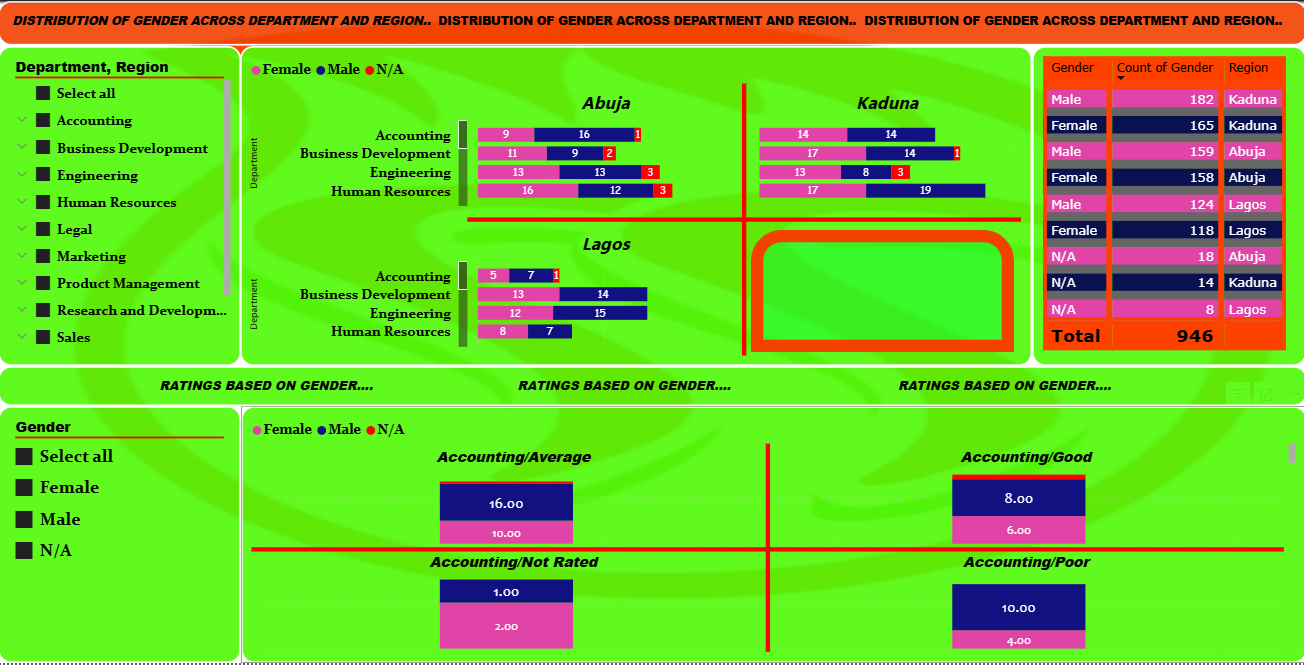 DISTRIBUTION OF GENDER ACROSS DEPARTMENT AND REGION.. DISTRIBUTION OF GENDER ACROSS DEPARTMENT AND REGION.. DISTRIBUTION OF GENDER ACROSS DEPARTMENT AND REGION..
Department, Region
Select all
Accounting
Business Development
Engineering
Human Resources
Legal
Marketing
Product Management
Research and Developm...
Sales
Female Male N/A
Abuja
Department
Accounting 9 16 1
Business Development 11 9 2
Engineering 13 13 3
Human Resources 16 12 3
Kaduna
14 14
17 14 1
13 8 3
17 19
Lagos
Department
Accounting 5 7 1
Business Development 13 14
Engineering 12 15
Human Resources 8 7
Gender Count of Gender Region
Male 182 Kaduna
Female 165 Kaduna
Male 159 Abuja
Female 158 Abuja
Male 124 Lagos
Female 118 Lagos
N/A 18 Abuja
N/A 14 Kaduna
N/A 8 Lagos
Total 946
RATINGS BASED ON GENDER.... RATINGS BASED ON GENDER.... RATINGS BASED ON GENDER....
Gender
Select all
Female
Male
N/A
Female Male N/A
Accounting/Average
16.00
10.00
Accounting/Good
8.00
6.00
Accounting/Not Rated
1.00
2.00
Accounting/Poor
10.00
4.00